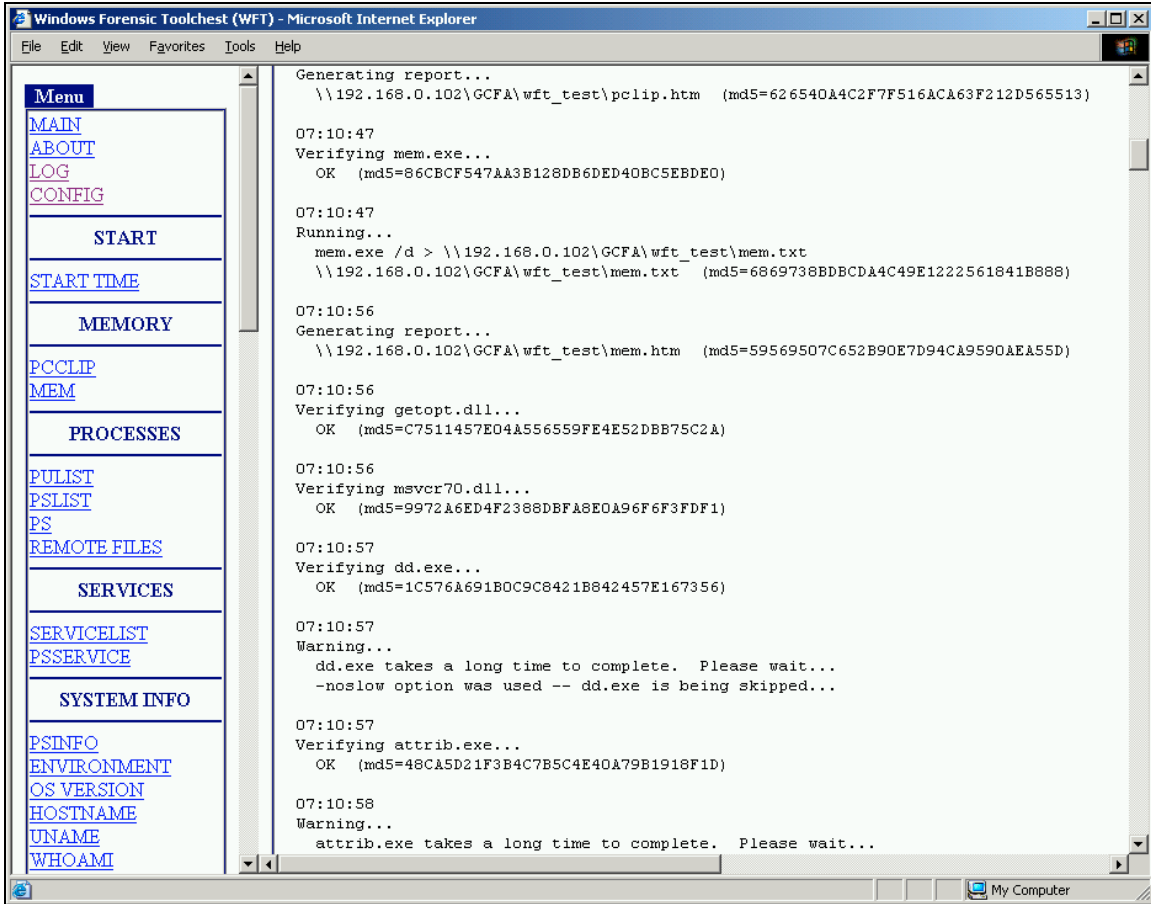 Windows Forensic Toolchest (WFT) - Microsoft Internet Explorer
File Edit View Favorites Tools Help
Menu
MAIN
ABOUT
LOG
CONFIG
START
START TIME
MEMORY
PCCLIP
MEM
PROCESSES
PULIST
PSLIST
PS
REMOTE FILES
SERVICES
SERVICELIST
PSSERVICE
SYSTEM INFO
PSINFO
ENVIRONMENT
OS VERSION
HOSTNAME
UNAME
WHOAMI
Generating report...
\\192.168.0.102\GCFA\wft_test\pclip.htm (md5=626540A4C2F7F516ACA63F212D565513)
07:10:47
Verifying mem.exe...
OK (md5=86CBCF547AA3B128DB6DED40BC5EBDE0)
07:10:47
Running...
mem.exe /d > \\192.168.0.102\GCFA\wft_test\mem.txt
\\192.168.0.102\GCFA\wft_test\mem.txt (md5=6869738BDBCDA4C49E1222561841B888)
07:10:56
Generating report...
\\192.168.0.102\GCFA\wft_test\mem.htm (md5=59569507C652B90E7D94CA9590AEA55D)
07:10:56
Verifying getopt.dll...
OK (md5=C7511457E04A556559FE4E52DBB75C2A)
07:10:56
Verifying msvcr70.dll...
OK (md5=9972A6ED4F2388DBFA8E0A96F6F3FDF1)
07:10:57
Verifying dd.exe...
OK (md5=1C576A691B0C9C8421B842457E167356)
07:10:57
Warning...
dd.exe takes a long time to complete. Please wait...
-noslow option was used -- dd.exe is being skipped...
07:10:57
Verifying attrib.exe...
OK (md5=48CA5D21F3B4C7B5C4E40A79B1918F1D)
07:10:58
Warning...
attrib.exe takes a long time to complete. Please wait...
My Computer